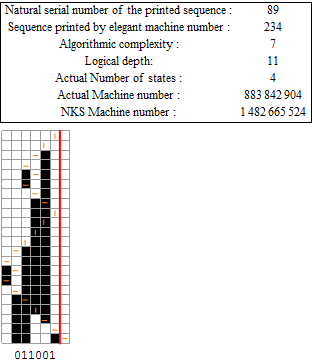 Natural serial number of the printed sequence : 89
Sequence printed by elegant machine number : 234
Algorithmic complexity : 7
Logical depth: 11
Actual Number of states : 4
Actual Machine number : 883 842 904
NKS Machine number : 1 482 665 524
011001